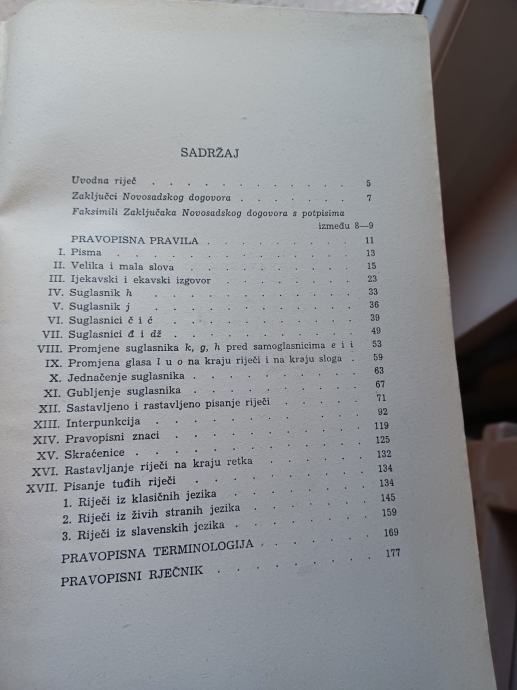 SADRŽAJ
Uvodna riječ . . . . . . . . . . . 5
Zaključci Novosadskog dogovora . . . . . . . 7
Faksimili Zaključaka Novosadskog dogovora s potpisima
između 8—9
PRAVOPISNA PRAVILA . . . . . . . . 11
I. Pisma . . . . . . . . . . . . 13
II. Velika i mala slova . . . . . . . . . 15
III. Ijekavski i ekavski izgovor . . . . . . . 23
IV. Suglasnik h . . . . . . . . . . 33
V. Suglasnik j . . . . . . . . . . 36
VI. Suglasnici č i ć . . . . . . . . . 39
VII. Suglasnici đ i dž . . . . . . . . . 49
VIII. Promjene suglasnika k, g, h pred samoglasnicima e i i 53
IX. Promjena glasa l u o na kraju riječi i na kraju sloga . 59
X. Jednačenje suglasnika . . . . . . . . 63
XI. Gubljenje suglasnika . . . . . . . . 67
XII. Sastavljeno i rastavljeno pisanje riječi . . . . 71
XIII. Interpunkcija . . . . . . . . . . 92
XIV. Pravopisni znaci . . . . . . . . . 119
XV. Skraćenice . . . . . . . . . . 125
XVI. Rastavljanje riječi na kraju retka . . . . . 132
XVII. Pisanje tuđih riječi . . . . . . . . 134
1. Riječi iz klasičnih jezika . . . . . . . 134
2. Riječi iz živih stranih jezika . . . . . . 145
3. Riječi iz slavenskih jezika . . . . . . . 159
PRAVOPISNA TERMINOLOGIJA . . . . . . 169
PRAVOPISNI RJEČNIK . . . . . . . . 177